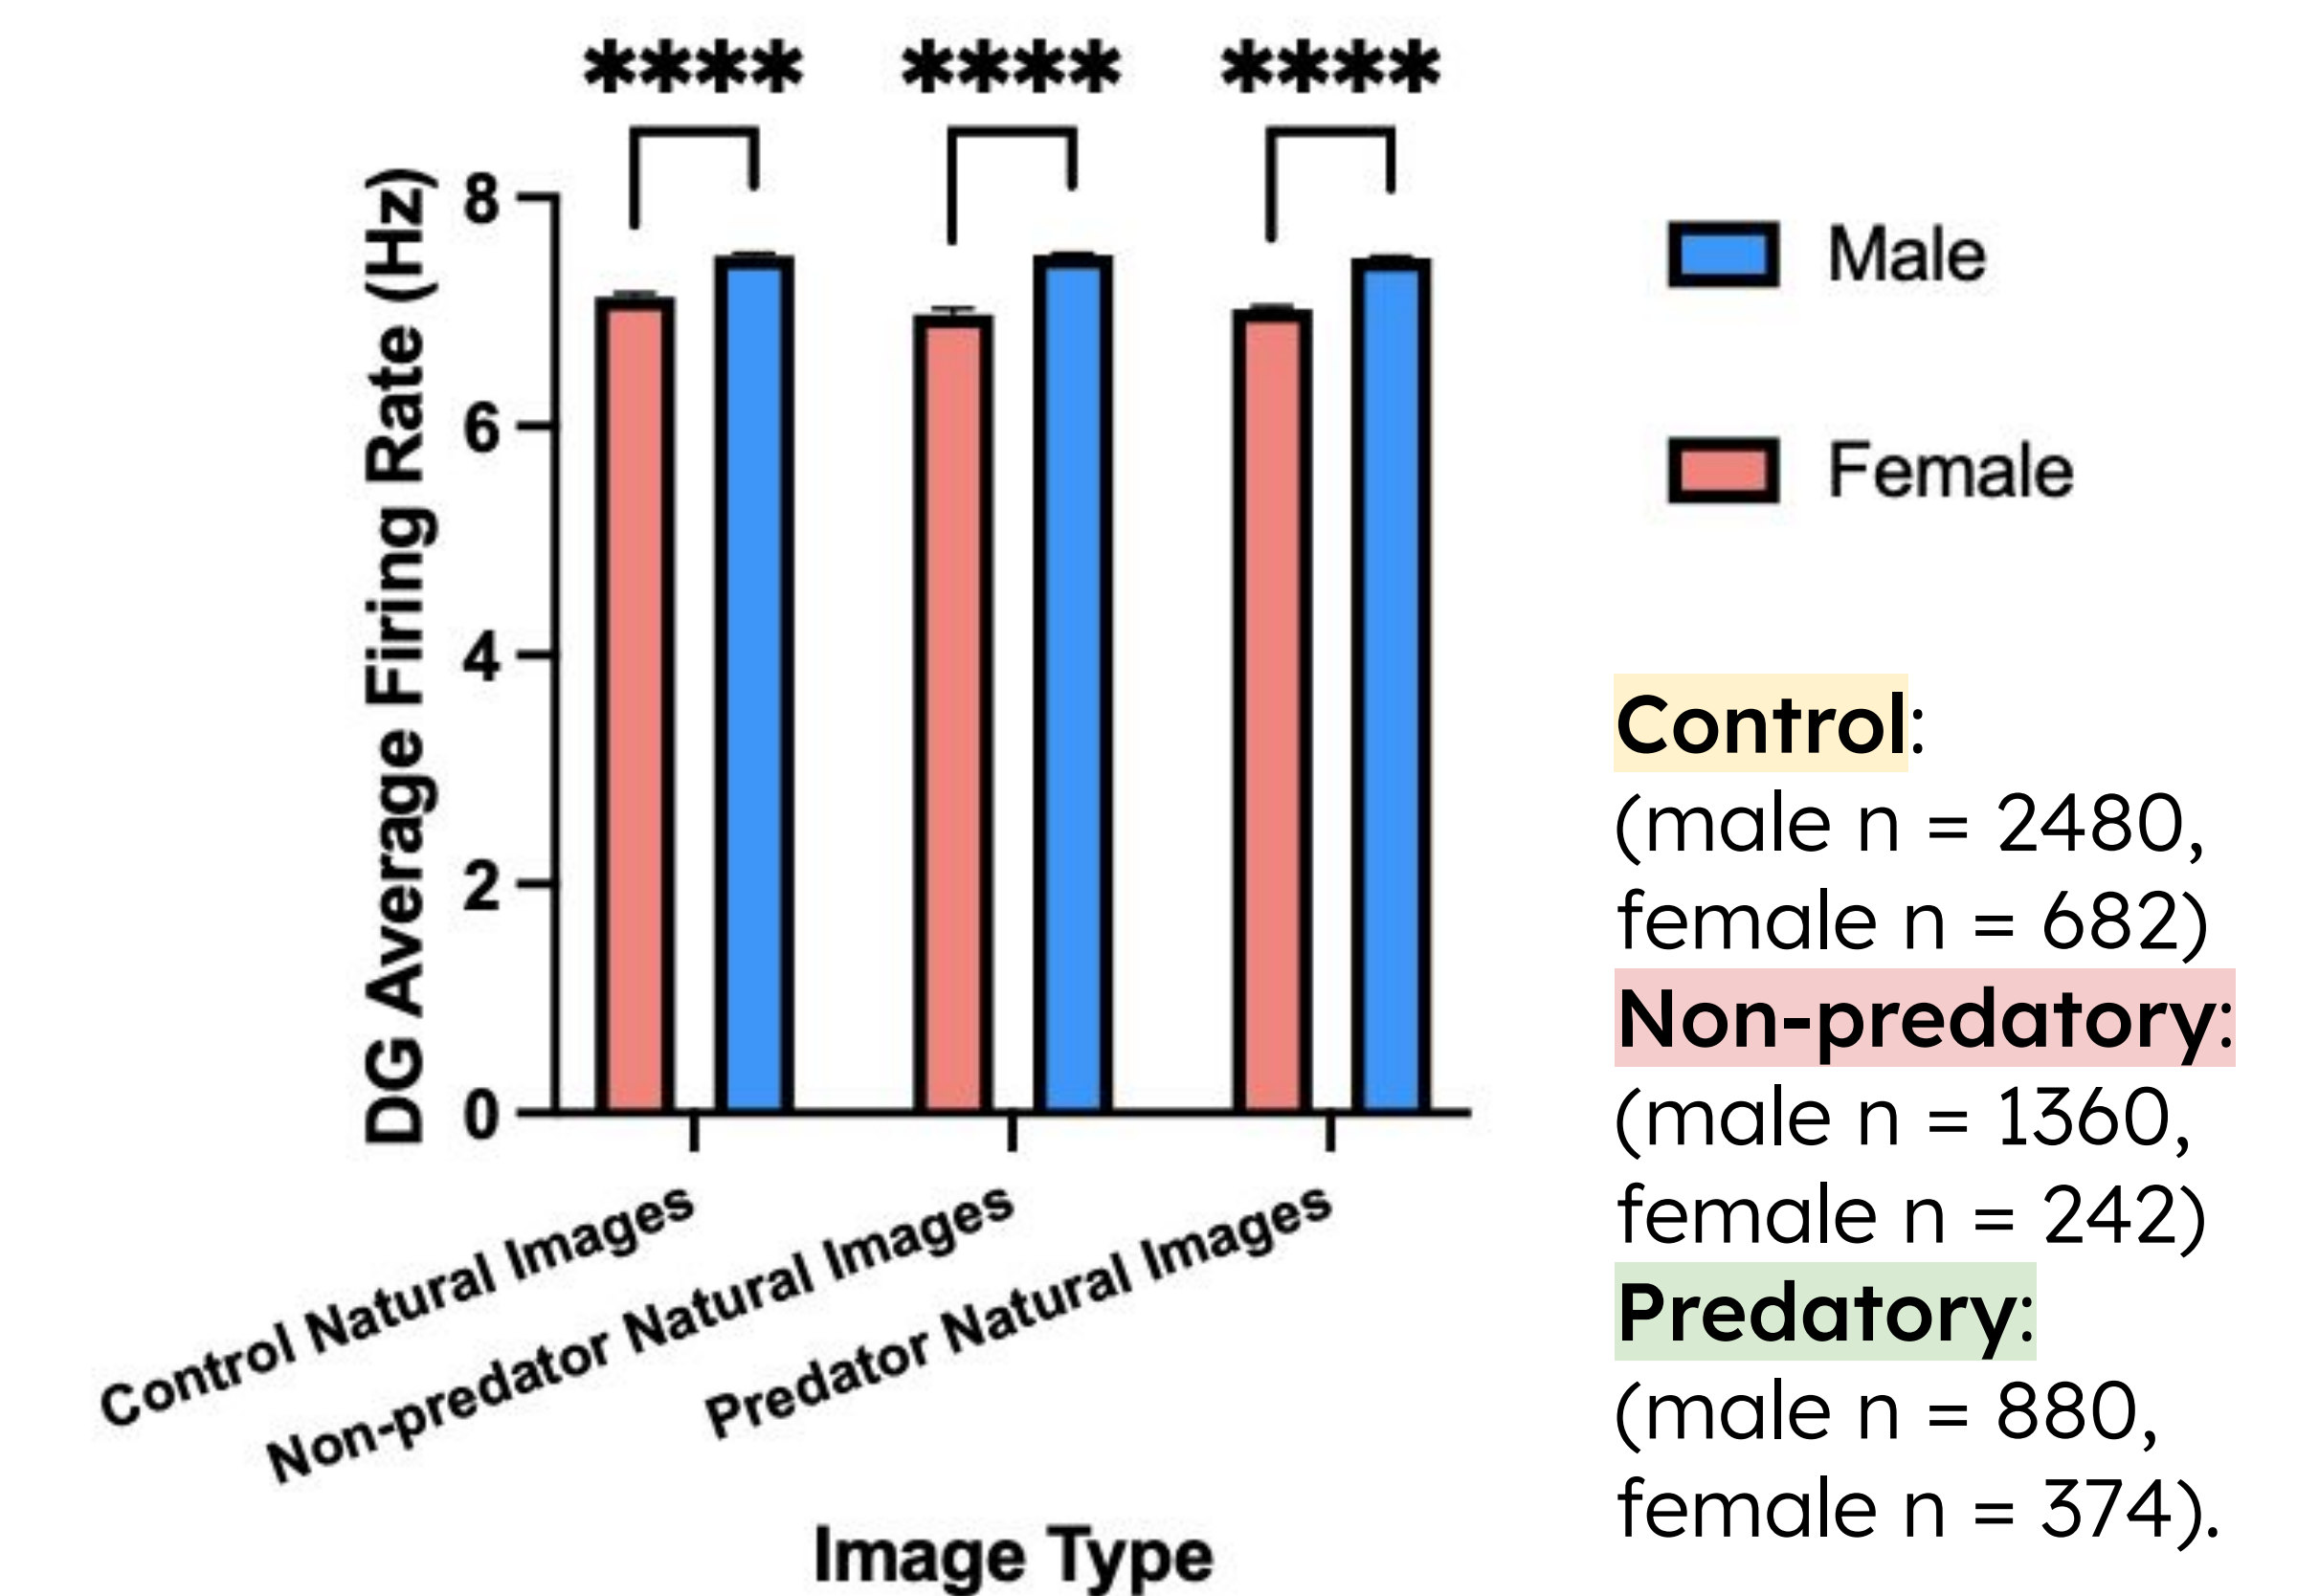 **** **** ****
DG Average Firing Rate (Hz)
8
6
4
2
0
Control Natural Images
Non-predator Natural Images
Predator Natural Images
Image Type
Male
Female
Control:
(male n = 2480,
female n = 682)
Non-predatory:
(male n = 1360,
female n = 242)
Predatory:
(male n = 880,
female n = 374).